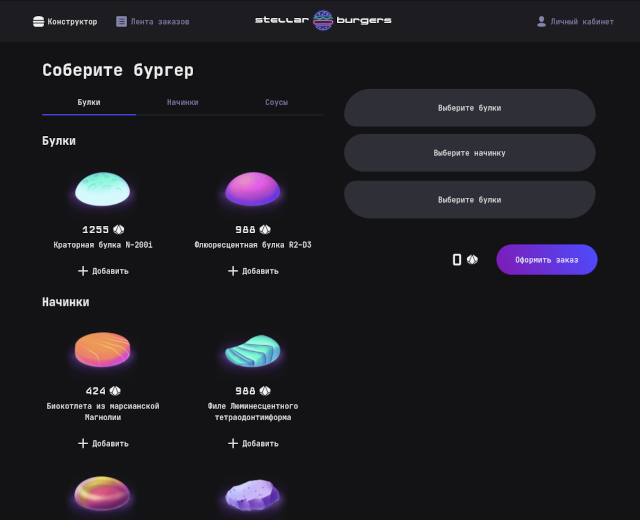 Конструктор
Лента заказов
stellar burgers
Личный кабинет
Соберите бургер
Булки
Начинки
Соусы
Булки
1255
988
Краторная булка N-200i
Флюоресцентная булка R2-D3
Добавить
Добавить
Начинки
424
988
Биокотлета из марсианской
Магнолии
Филе Люминесцентного
тетраодонтимформа
Добавить
Добавить
Выберите булки
Выберите начинку
Выберите булки
0
Оформить заказ